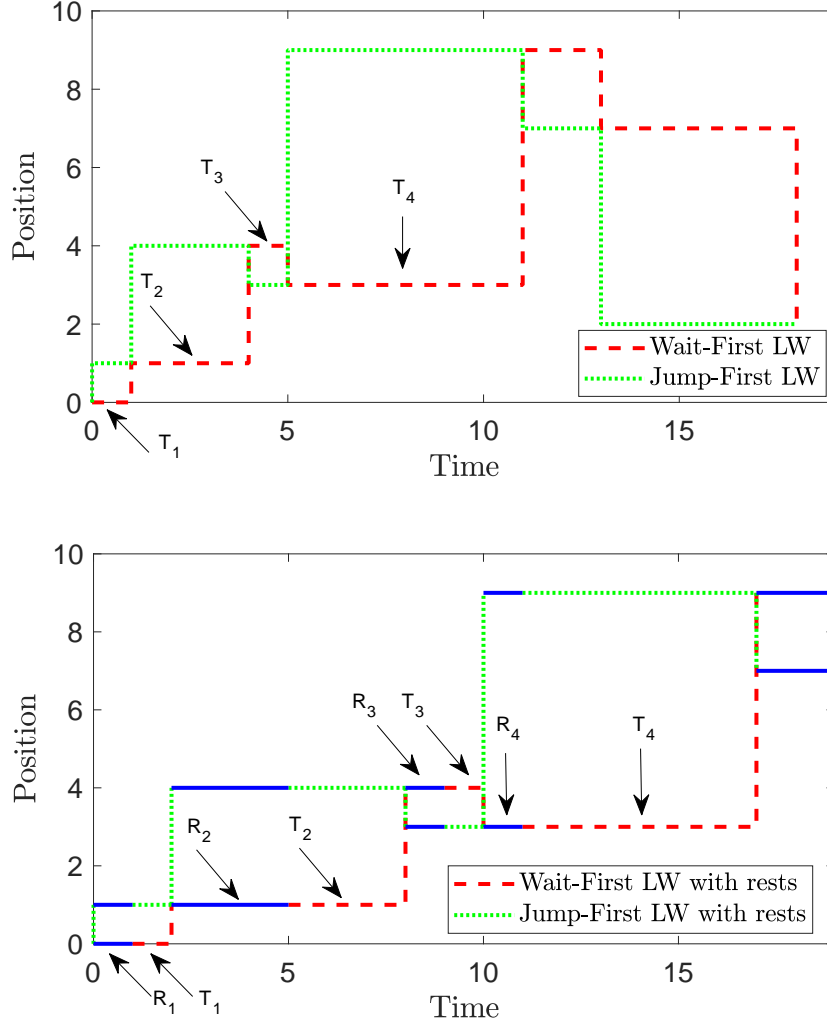 10
8
6
4
2
0
Position
T3
T4
T2
T1
Wait-First LW
Jump-First LW
0
5
10
15
Time
10
8
6
4
2
0
Position
R3
T3
R4
T4
R2
T2
R1
T1
Wait-First LW with rests
Jump-First LW with rests
0
5
10
15
Time